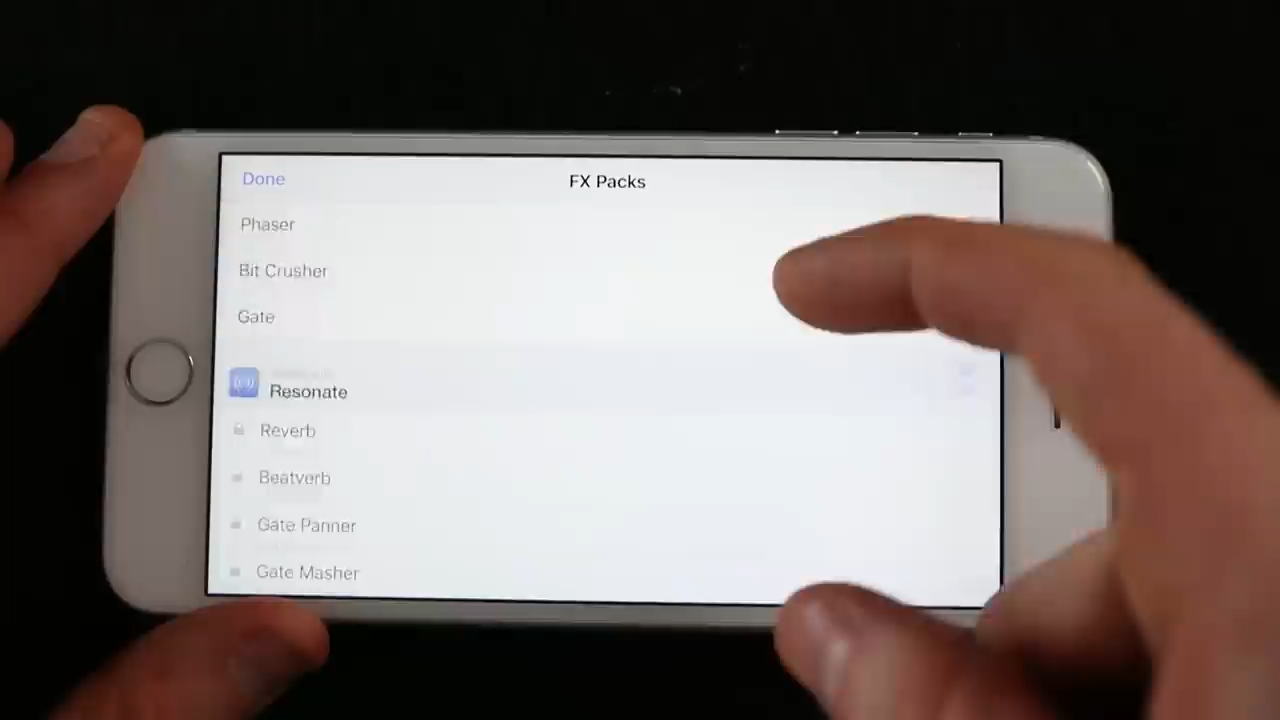 Done
FX Packs
Phaser
Bit Crusher
Gate
Resonate
Reverb
Beatverb
Gate Panner
Gate Masher